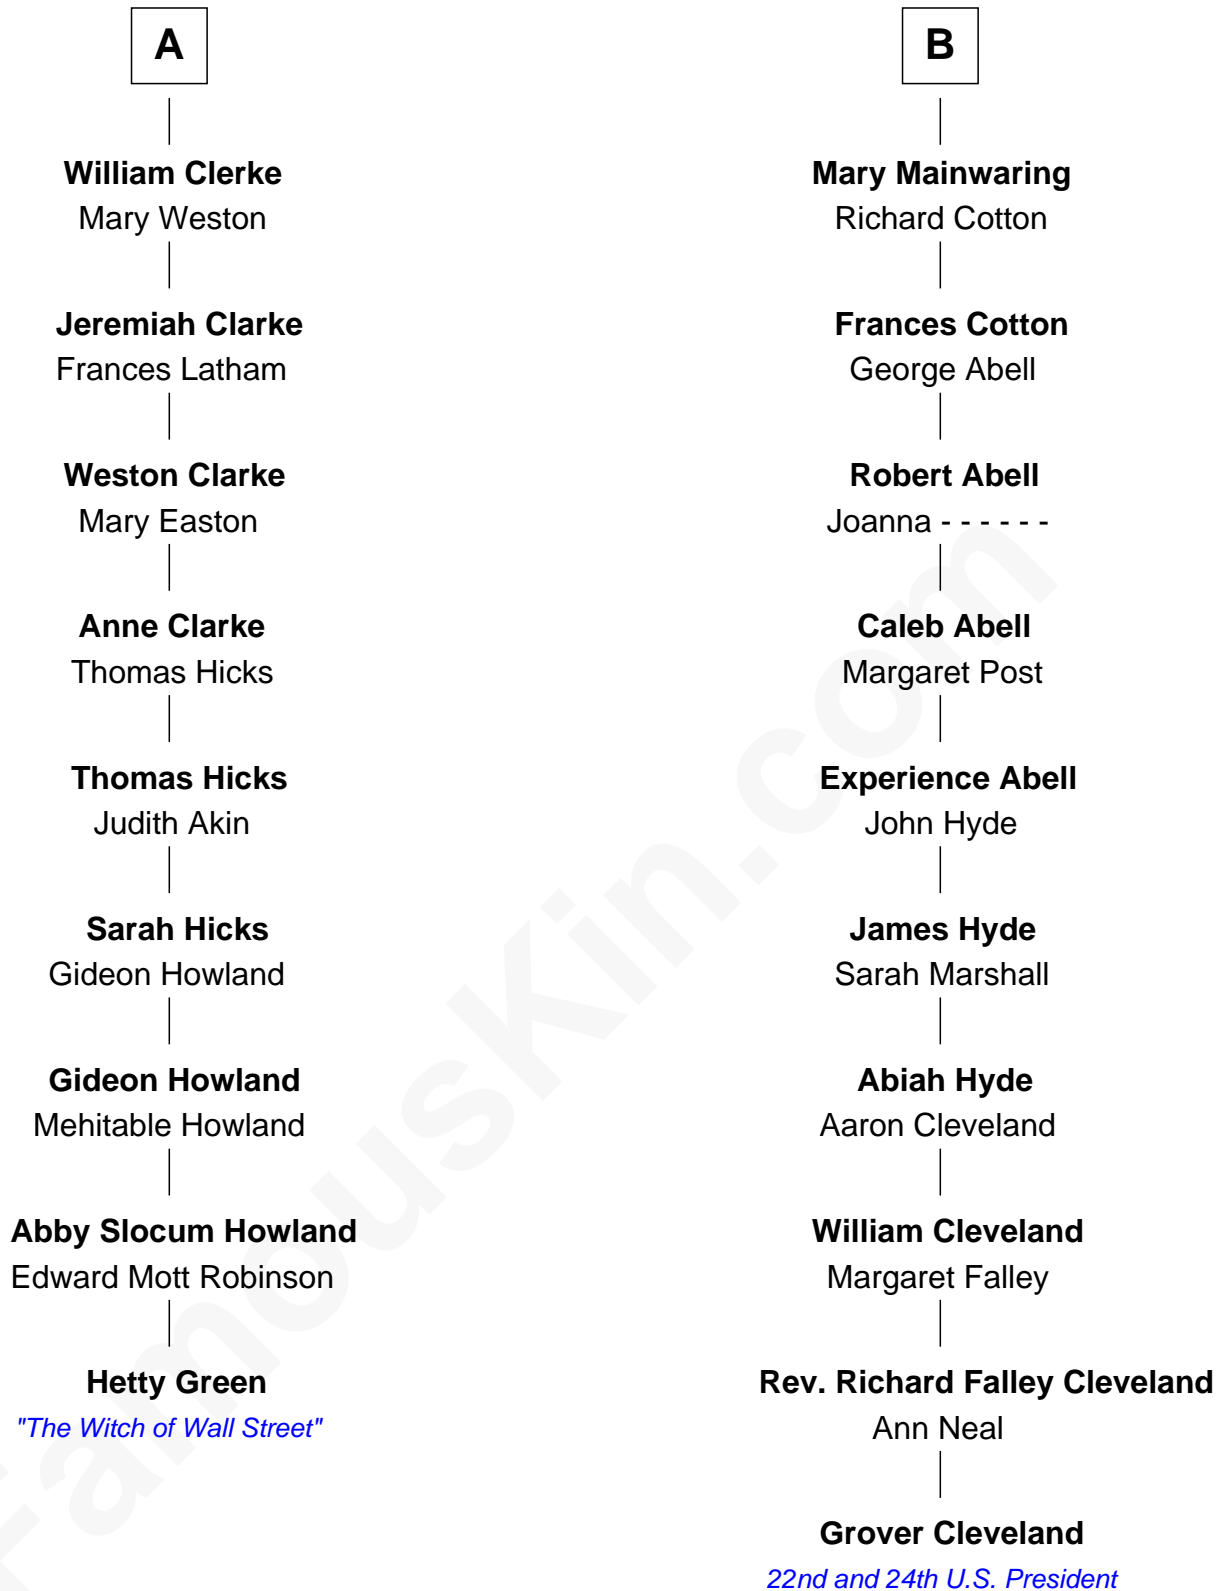 A
William Clerke
Mary Weston
Jeremiah Clarke
Frances Latham
Weston Clarke
Mary Easton
Anne Clarke
Thomas Hicks
Thomas Hicks
Judith Akin
Sarah Hicks
Gideon Howland
Gideon Howland
Mehitable Howland
Abby Slocum Howland
Edward Mott Robinson
Hetty Green
"The Witch of Wall Street"
B
Mary Mainwaring
Richard Cotton
Frances Cotton
George Abell
Robert Abell
Joanna - - - - - -
Caleb Abell
Margaret Post
Experience Abell
John Hyde
James Hyde
Sarah Marshall
Abiah Hyde
Aaron Cleveland
William Cleveland
Margaret Falley
Rev. Richard Falley Cleveland
Ann Neal
Grover Cleveland
22nd and 24th U.S. President
FamousKin.com